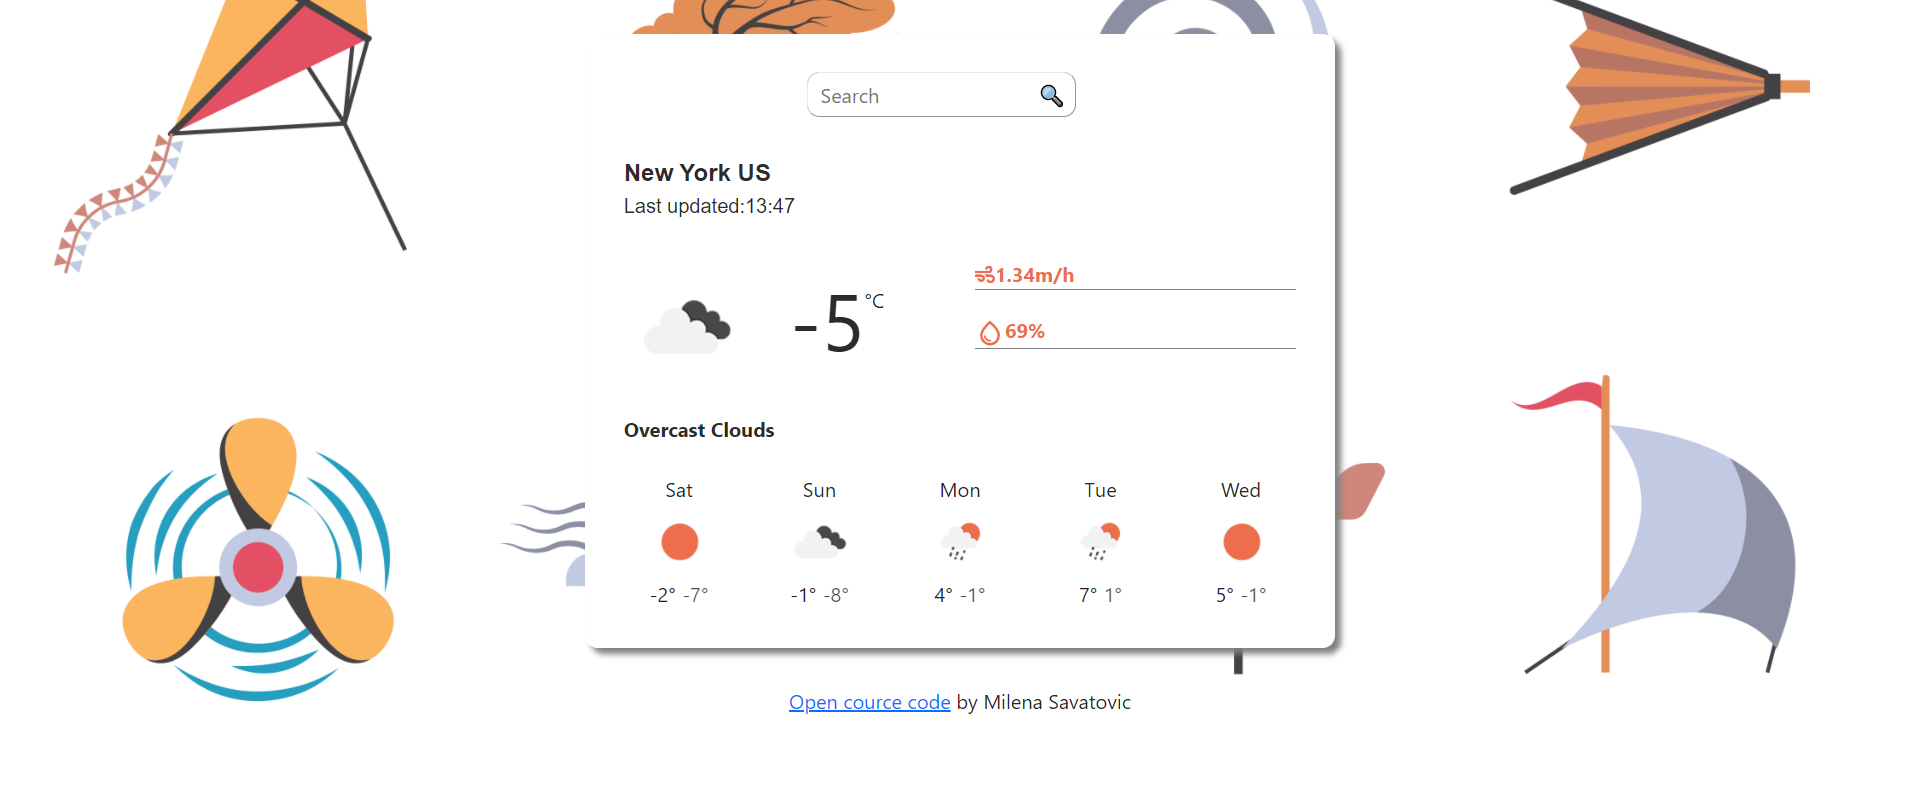 Search
New York US
Last updated:13:47
-5 °C
1.34m/h
69%
Overcast Clouds
Sat Sun Mon Tue Wed
-2° -7° -1° -8° 4° -1° 7° 1° 5° -1°
Open cource code by Milena Savatovic